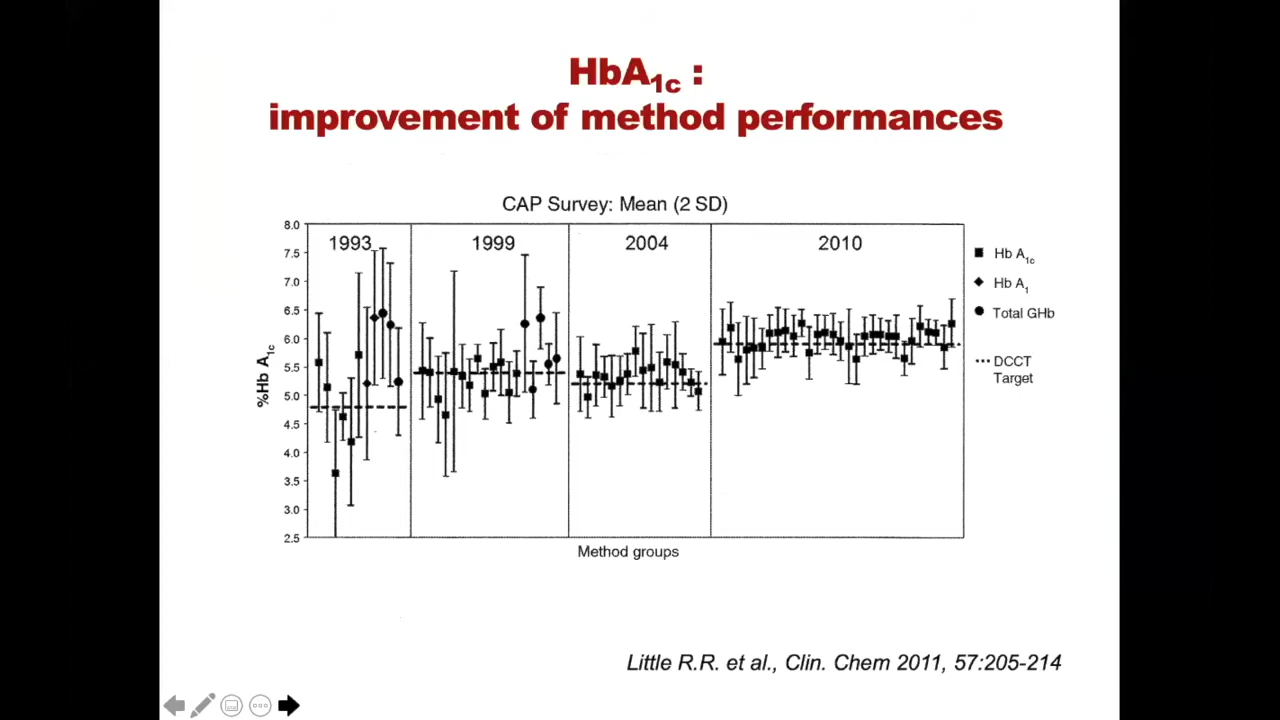 HbA1c :
improvement of method performances
CAP Survey: Mean (2 SD)
8.0
7.5
7.0
6.5
6.0
5.5
5.0
4.5
4.0
3.5
3.0
2.5
%Hb A1c
1993
1999
2004
2010
Hb A1c
Hb A1
Total GHb
DCCT
Target
Method groups
Little R.R. et al., Clin. Chem 2011, 57:205-214